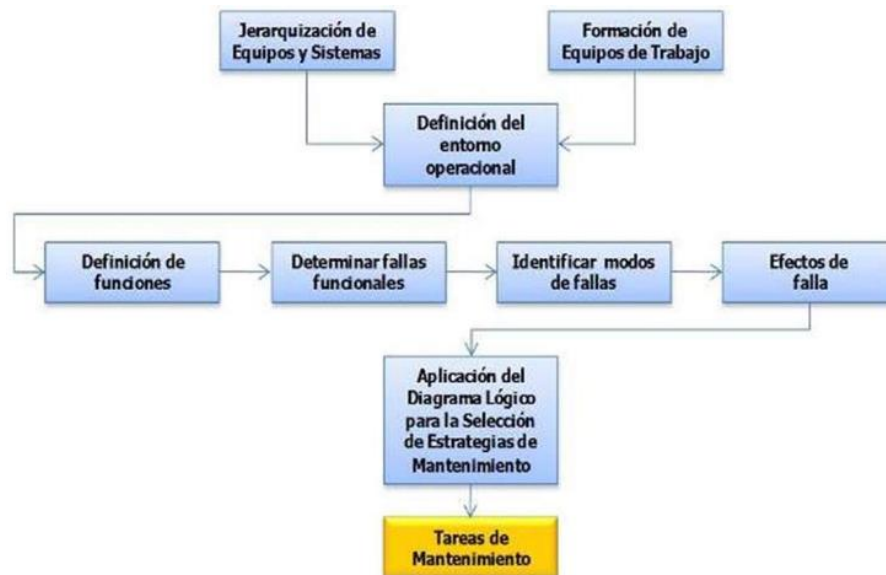 Jerarquización de
Equipos y Sistemas
Formación de
Equipos de Trabajo
Definición del
entorno
operacional
Definición de
funciones
Determinar fallas
funcionales
Identificar modos
de fallas
Efectos de
falla
Aplicación del
Diagrama Lógico
para la Selección
de Estrategias de
Mantenimiento
Tareas de
Mantenimiento